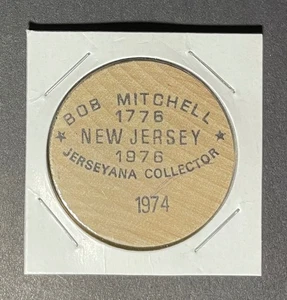 BOB MITCHELL
1776
NEW JERSEY
1976
JERSEYANA COLLECTOR
1974